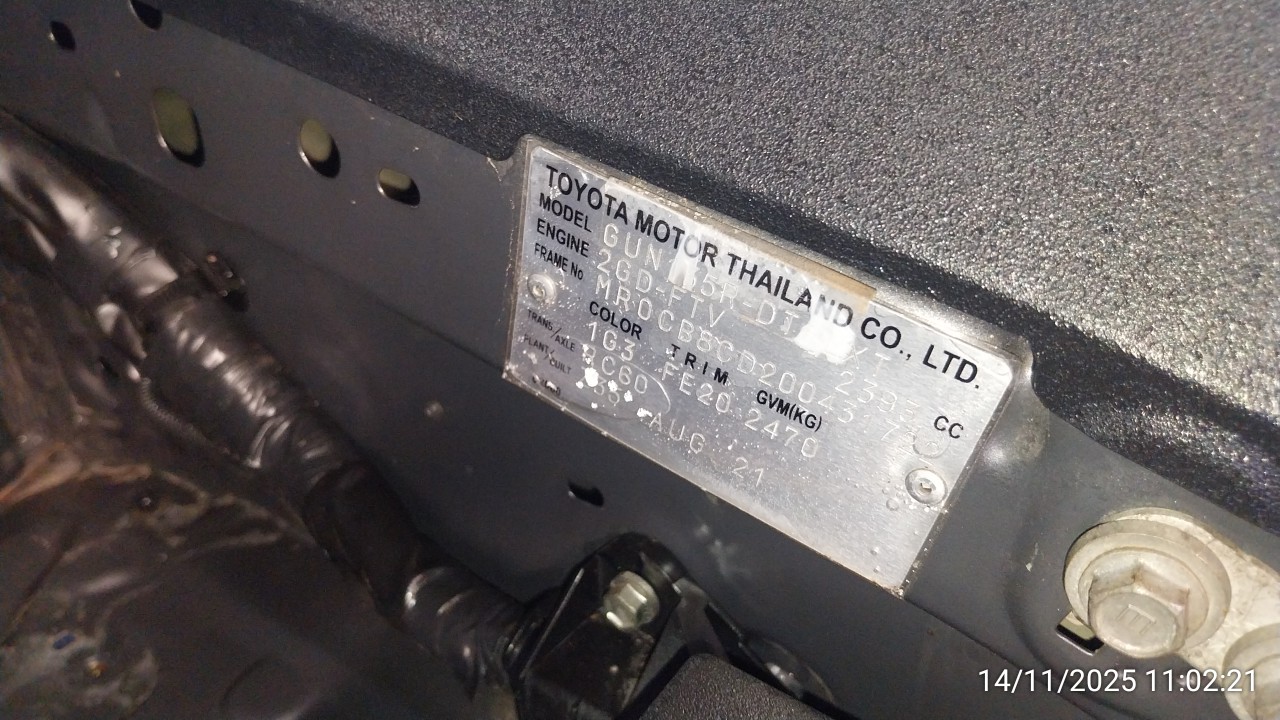 TOYOTA MOTOR THAILAND CO., LTD.
MODEL
ENGINE 2GD-FTV 2393 CC
FRAME No
COLOR TRIM GVM(KG)
1G3 FE20 2470
TRANS/AXLE
PLANT/BUILT AUG '21
14/11/2025 11:02:21